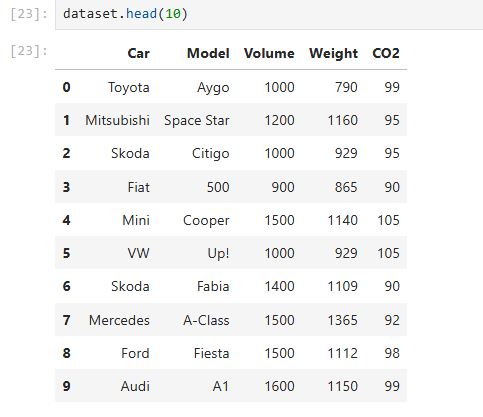 [23]: dataset.head(10)
[23]:
Car Model Volume Weight CO2
0 Toyota Aygo 1000 790 99
1 Mitsubishi Space Star 1200 1160 95
2 Skoda Citigo 1000 929 95
3 Fiat 500 900 865 90
4 Mini Cooper 1500 1140 105
5 VW Up! 1000 929 105
6 Skoda Fabia 1400 1109 90
7 Mercedes A-Class 1500 1365 92
8 Ford Fiesta 1500 1112 98
9 Audi A1 1600 1150 99